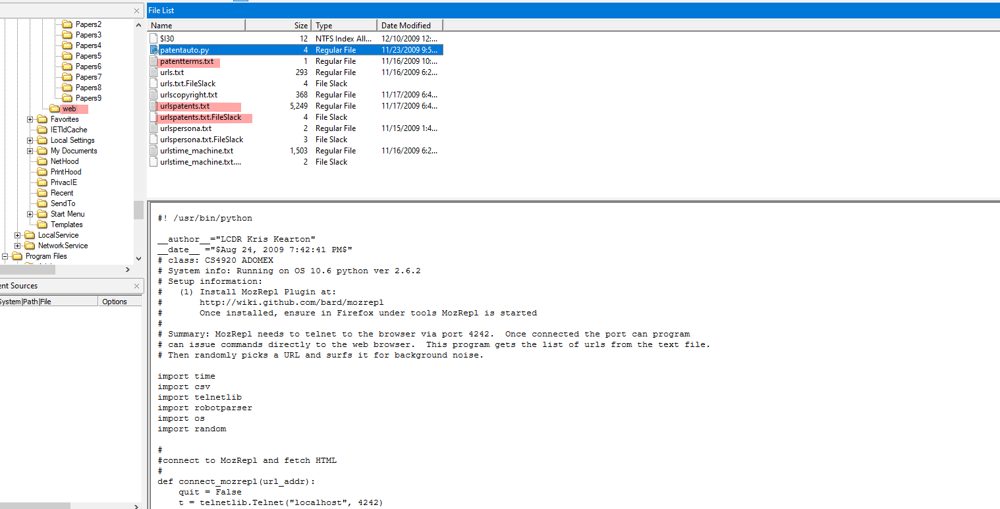 File List
Papers2
Papers3
Papers4
Papers5
Papers6
Papers7
Papers8
Papers9
web
Favorites
IETldCache
Local Settings
My Documents
NetHood
PrintHood
PrivacIE
Recent
SendTo
Start Menu
Templates
LocalService
NetworkService
Program Files
ent Sources
System|Path|File Options
Name Size Type Date Modified
$I30 12 NTFS Index All... 12/10/2009 12:...
patentauto.py 4 Regular File 11/23/2009 9:5...
patentterms.txt 1 Regular File 11/16/2009 10:...
urls.txt 293 Regular File 11/16/2009 6:2...
urls.txt.FileSlack 4 File Slack
urlscopyright.txt 368 Regular File 11/17/2009 6:4...
urlspatents.txt 5,249 Regular File 11/17/2009 6:4...
urlspatents.txt.FileSlack 4 File Slack
urlspersona.txt 2 Regular File 11/15/2009 1:4...
urlspersona.txt.FileSlack 3 File Slack
urlstime_machine.txt 1,503 Regular File 11/16/2009 6:2...
urlstime_machine.txt.... 2 File Slack
#! /usr/bin/python
__author__="LCDR Kris Kearton"
__date__ ="$Aug 24, 2009 7:42:41 PM$"
# class: CS4920 ADOMEX
# System info: Running on OS 10.6 python ver 2.6.2
# Setup information:
#   (1) Install MozRepl Plugin at:
#       http://wiki.github.com/bard/mozrepl
#       Once installed, ensure in Firefox under tools MozRepl is started
#
# Summary: MozRepl needs to telnet to the browser via port 4242.  Once connected the port can program
# can issue commands directly to the web browser.  This program gets the list of urls from the text file.
# Then randomly picks a URL and surfs it for background noise.
import time
import csv
import telnetlib
import robotparser
import os
import random
#
#connect to MozRepl and fetch HTML
#
def connect_mozrepl(url_addr):
    quit = False
    t = telnetlib.Telnet("localhost", 4242)